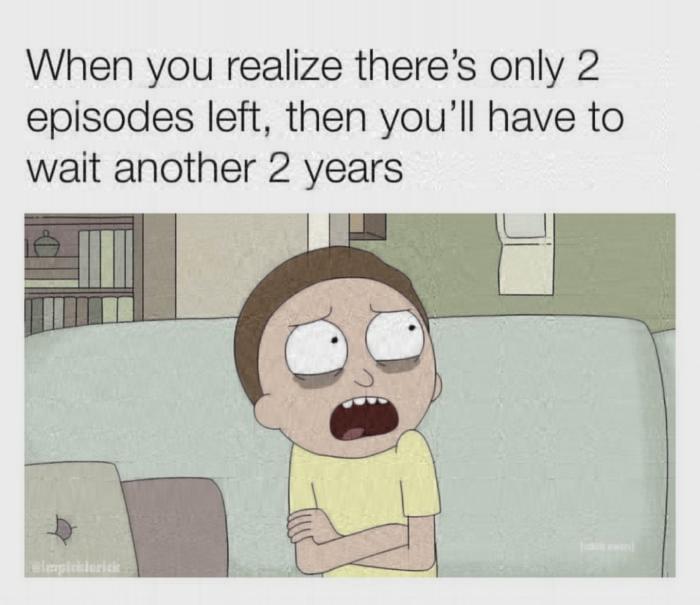 When you realize there's only 2
episodes left, then you'll have to
wait another 2 years